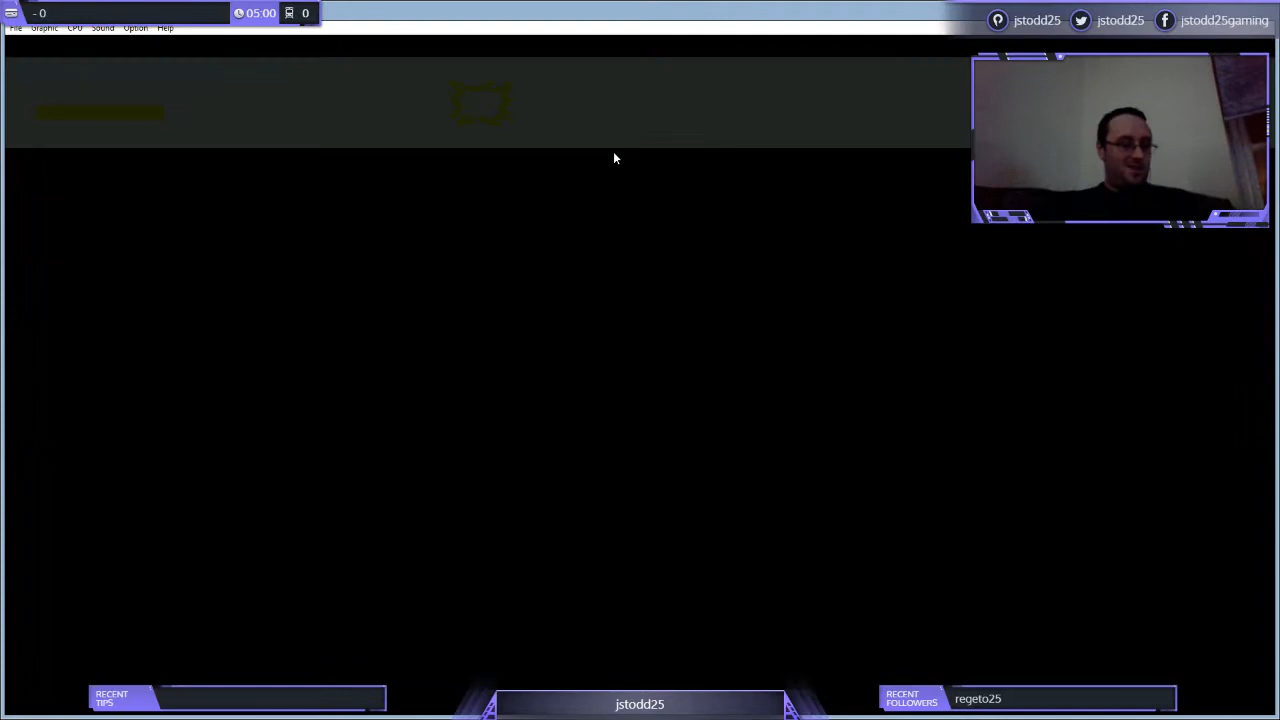 - 0
05:00
0
jstodd25
jstodd25
jstodd25gaming
File Graphic CPU Sound Option Help
RECENT
TIPS
jstodd25
RECENT
FOLLOWERS
regeto25